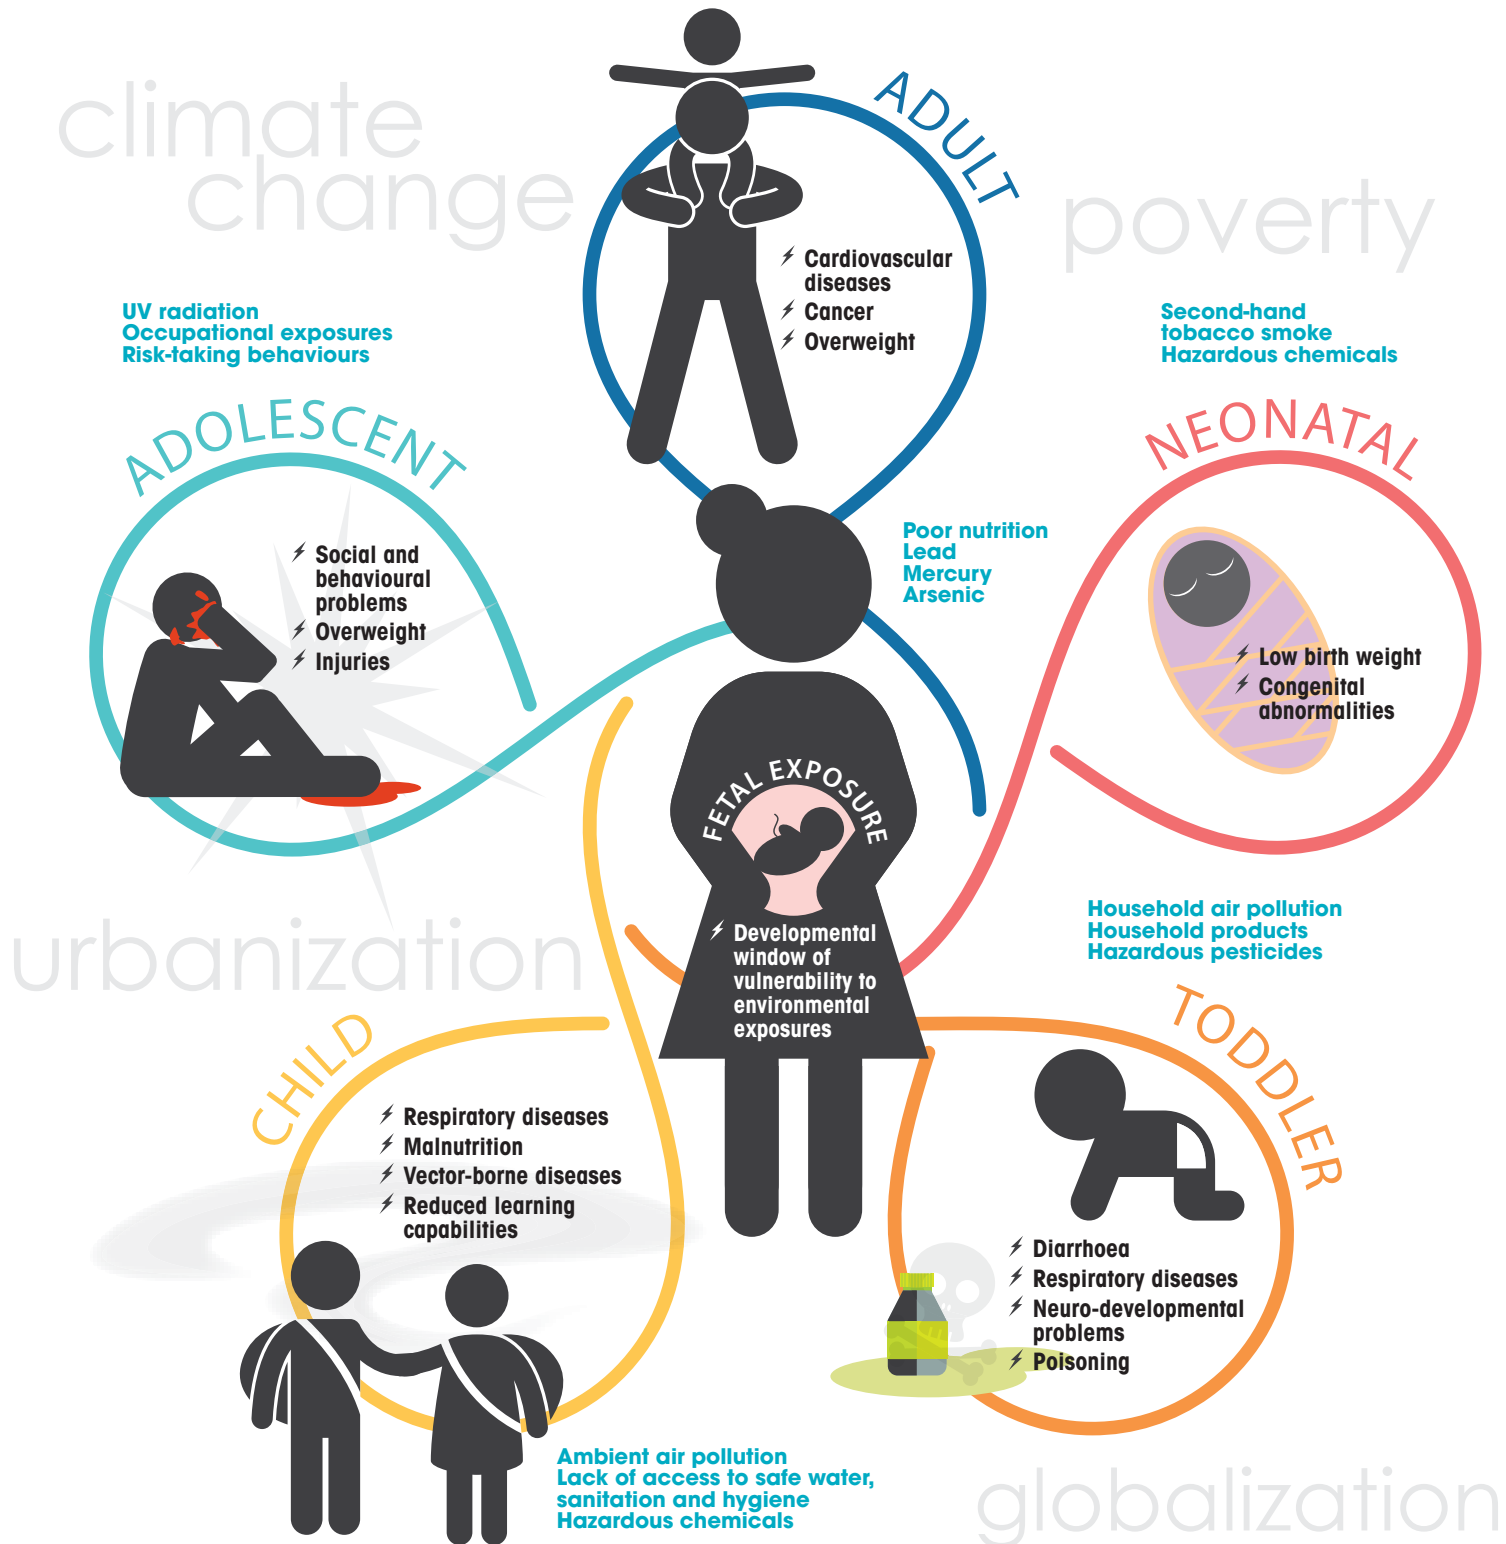 climate
change
poverty
ADULT
Cardiovascular
diseases
Cancer
Overweight
UV radiation
Occupational exposures
Risk-taking behaviours
Second-hand
tobacco smoke
Hazardous chemicals
ADOLESCENT
Social and
behavioural
problems
Overweight
Injuries
Poor nutrition
Lead
Mercury
Arsenic
NEONATAL
Low birth weight
Congenital
abnormalities
FETAL EXPOSURE
Developmental
window of
vulnerability to
environmental
exposures
urbanization
Household air pollution
Household products
Hazardous pesticides
CHILD
Respiratory diseases
Malnutrition
Vector-borne diseases
Reduced learning
capabilities
TODDLER
Diarrhoea
Respiratory diseases
Neuro-developmental
problems
Poisoning
Ambient air pollution
Lack of access to safe water,
sanitation and hygiene
Hazardous chemicals
globalization